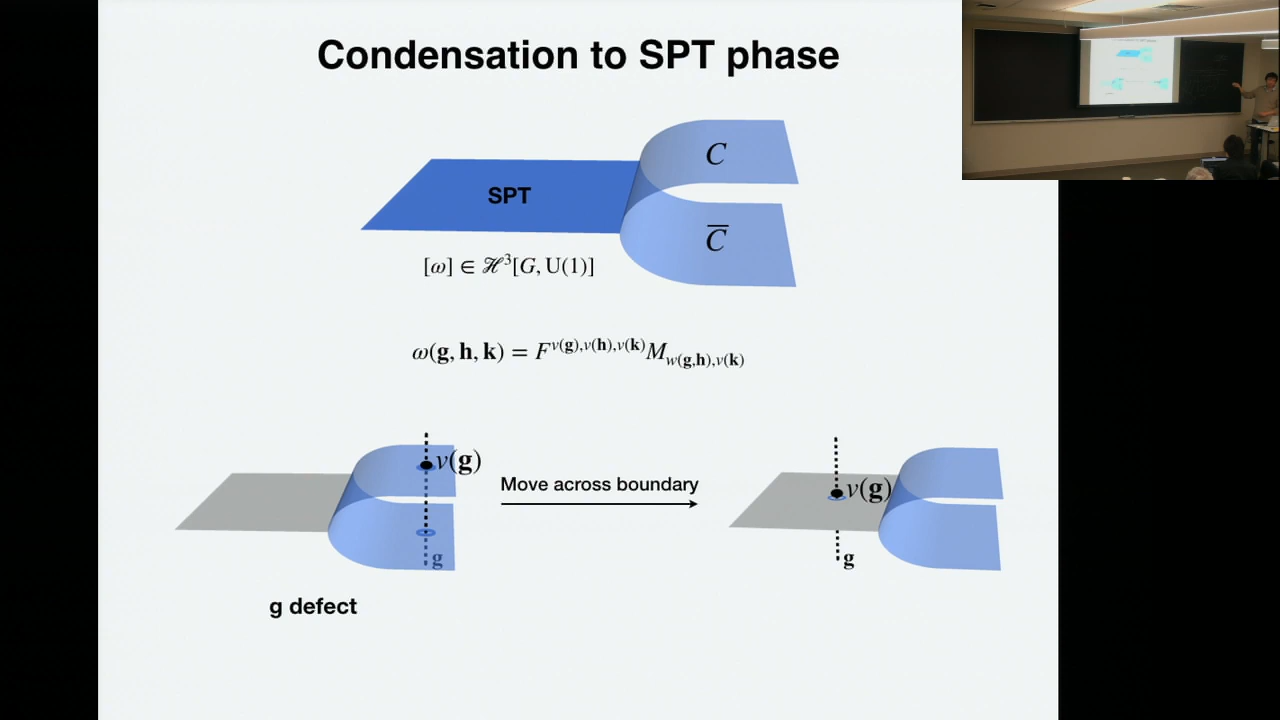 Condensation to SPT phase
C
SPT
C̅
[ω] ∈ ℋ³[G, U(1)]
ω(g, h, k) = F^{v(g),v(h),v(k)} M_{w(g,h),v(k)}
v(g)
g
Move across boundary
v(g)
g
g defect